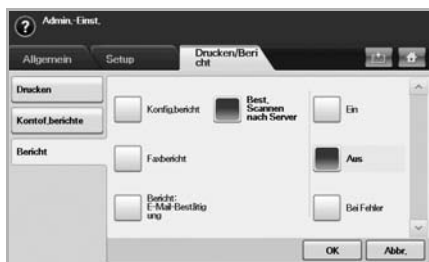 Admin.-Einst.
Allgemein
Setup
Drucken/Beri
cht
Drucken
Kontof.berichte
Bericht
Konfig.bericht
Best.
Scannen
nach Server
Ein
Faxbericht
Aus
Bericht:
E-Mail-Bestätig
ung
Bei Fehler
OK
Abbr.